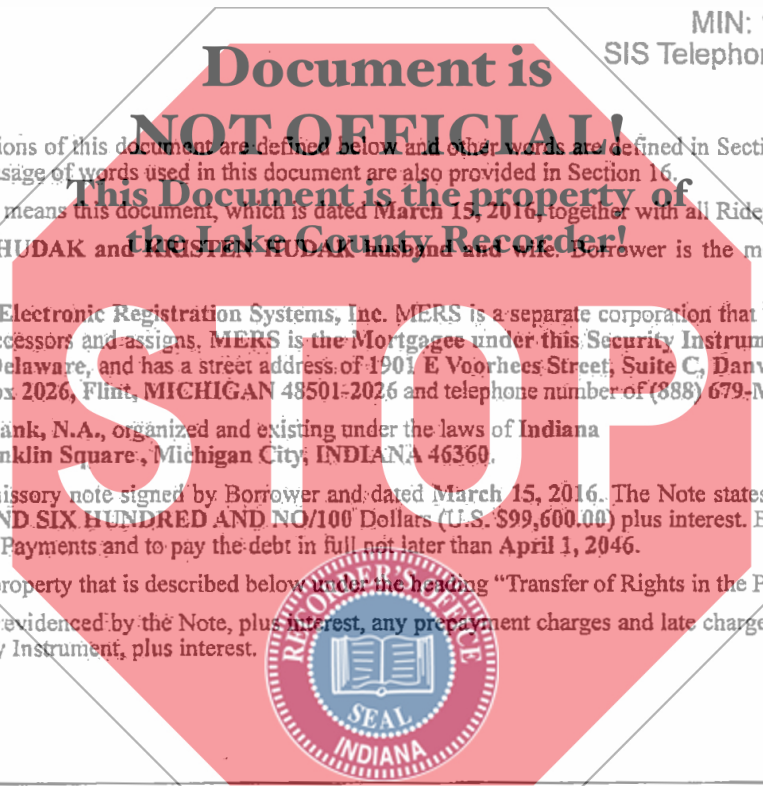 MIN:
SIS Telephon
Document is
NOT OFFICIAL!
ions of this document are defined below and other words are defined in Secti
sage of words used in this document are also provided in Section 16.
This Document is the property of
means this document, which is dated March 15, 2016, together with all Ride
the Lake County Recorder!
HUDAK and KRISTEN HUDAK husband and wife. Borrower is the m
Electronic Registration Systems, Inc. MERS is a separate corporation that
ccessors and assigns. MERS is the Mortgagee under this Security Instrum
Delaware, and has a street address of 1901 E Voorhees Street, Suite C, Danv
ox 2026, Flint, MICHIGAN 48501-2026 and telephone number of (888) 679-M
STOP
ank, N.A., organized and existing under the laws of Indiana
nklin Square , Michigan City, INDIANA 46360.
issory note signed by Borrower and dated March 15, 2016. The Note states
ND SIX HUNDRED AND NO/100 Dollars (U.S. $99,600.00) plus interest. B
Payments and to pay the debt in full not later than April 1, 2046.
property that is described below under the heading “Transfer of Rights in the P
evidenced by the Note, plus interest, any prepayment charges and late charge
y Instrument, plus interest.
RECORDER'S OFFICE
SEAL
INDIANA